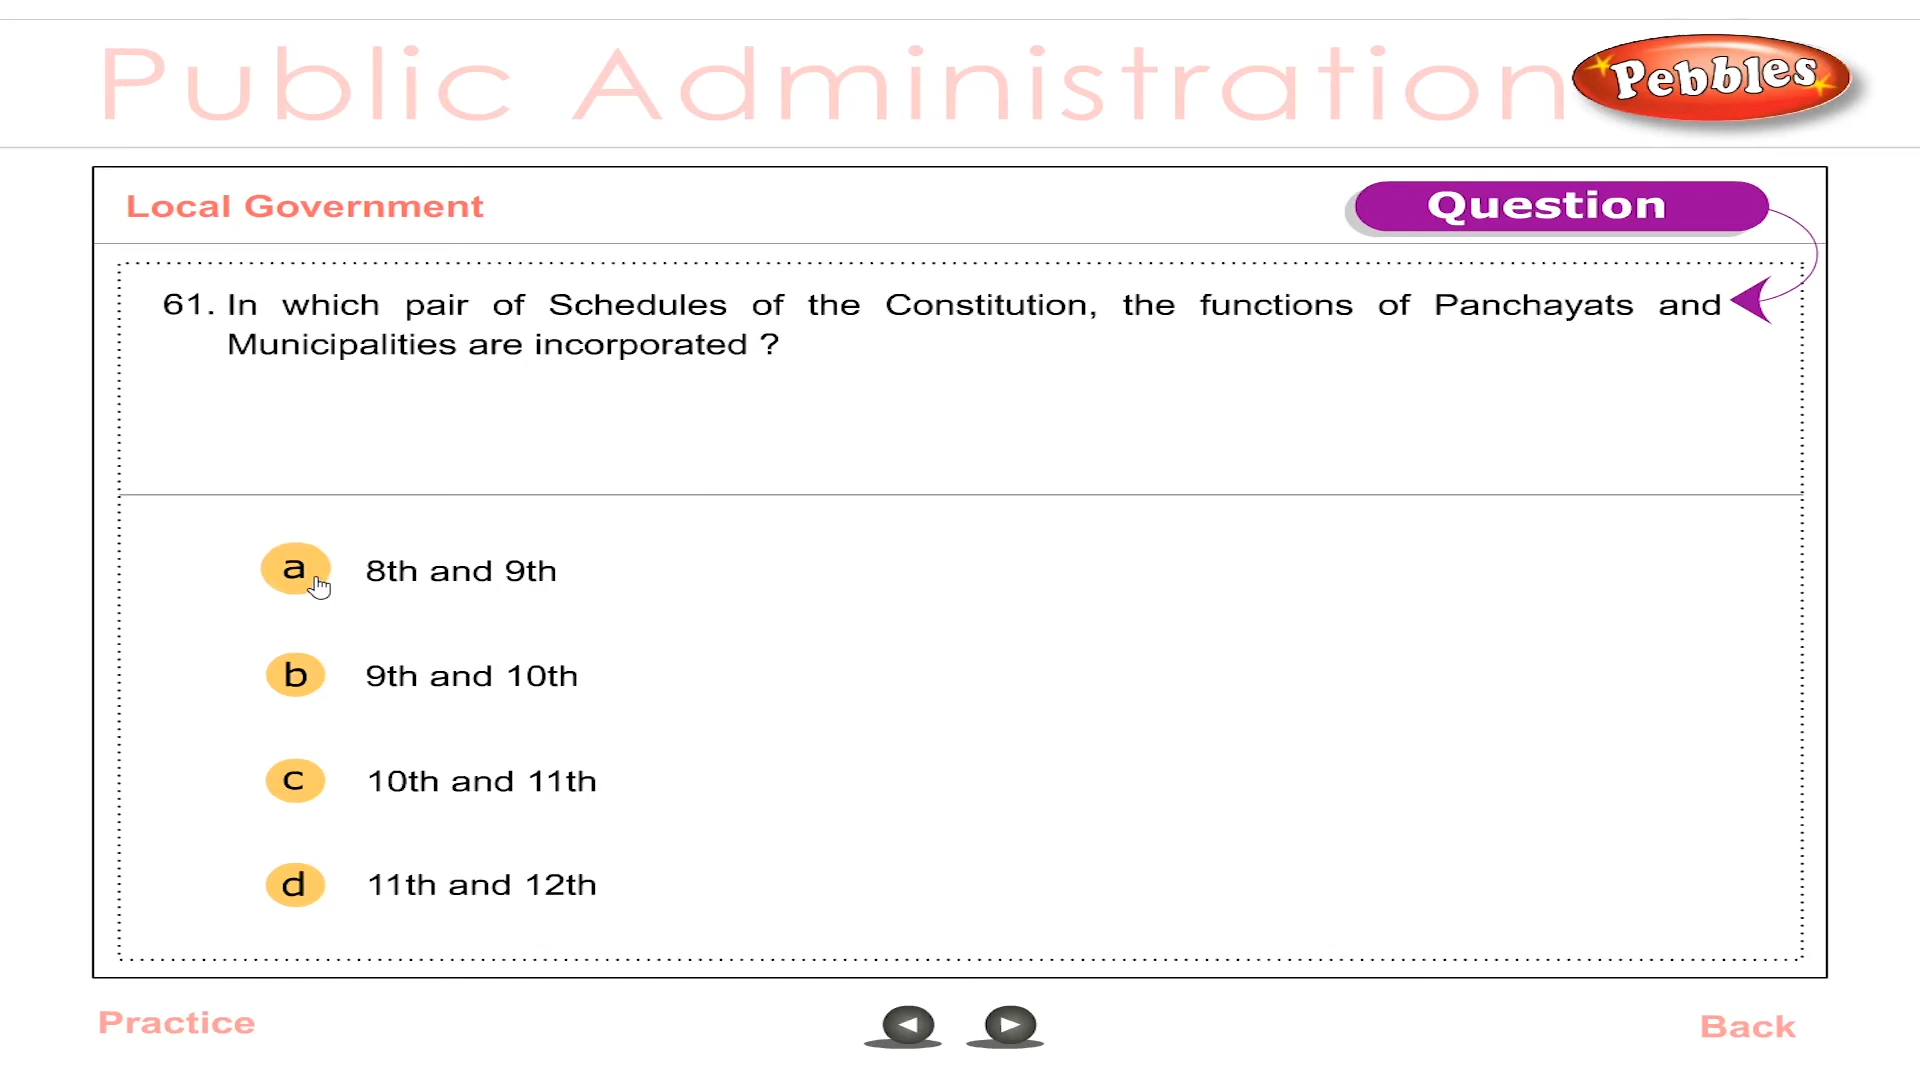 Public Administration
Pebbles
Local Government
Question
61. In which pair of Schedules of the Constitution, the functions of Panchayats and
Municipalities are incorporated ?
a 8th and 9th
b 9th and 10th
c 10th and 11th
d 11th and 12th
Practice
Back